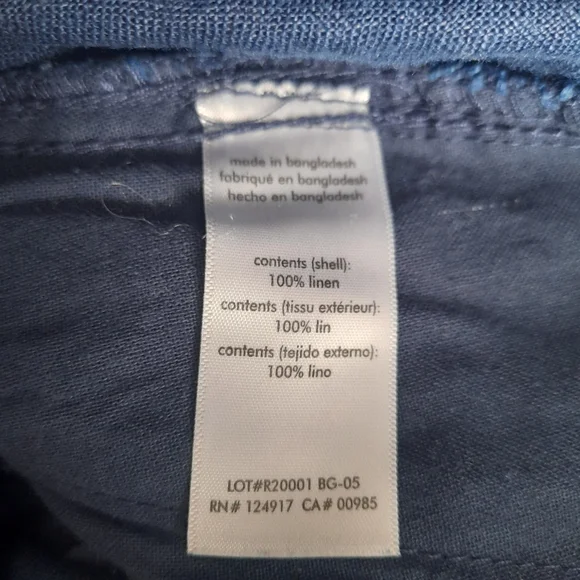 made in bangladesh
fabriqué en bangladesh
hecho en bangladesh
contents (shell):
100% linen
contents (tissu extérieur):
100% lin
contents (tejido externo):
100% lino
LOT#R20001 BG-05
RN# 124917 CA# 00985